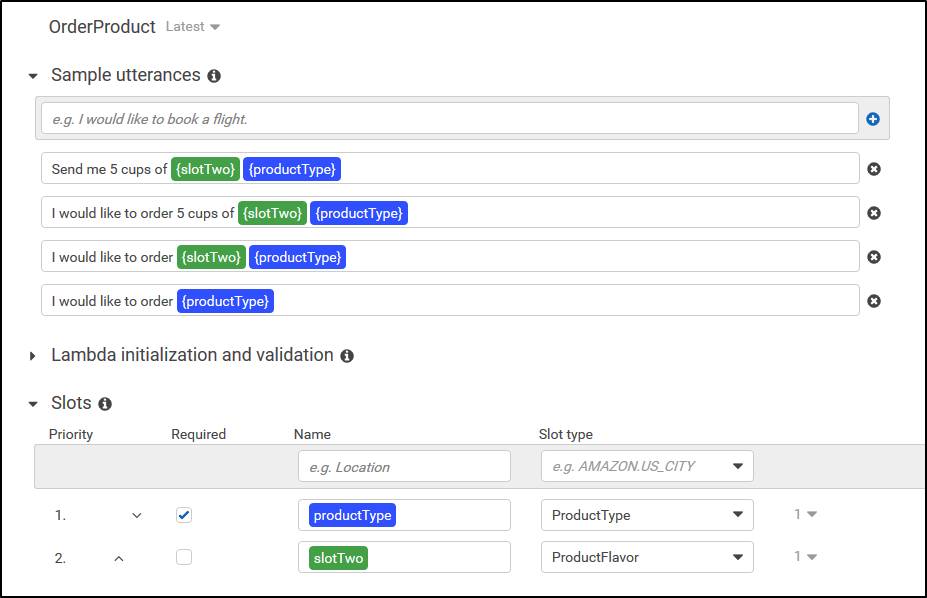 OrderProduct Latest
Sample utterances
e.g. I would like to book a flight.
Send me 5 cups of {slotTwo} {productType}
I would like to order 5 cups of {slotTwo} {productType}
I would like to order {slotTwo} {productType}
I would like to order {productType}
Lambda initialization and validation
Slots
Priority Required Name Slot type
e.g. Location e.g. AMAZON.US_CITY
1. productType ProductType 1
2. slotTwo ProductFlavor 1